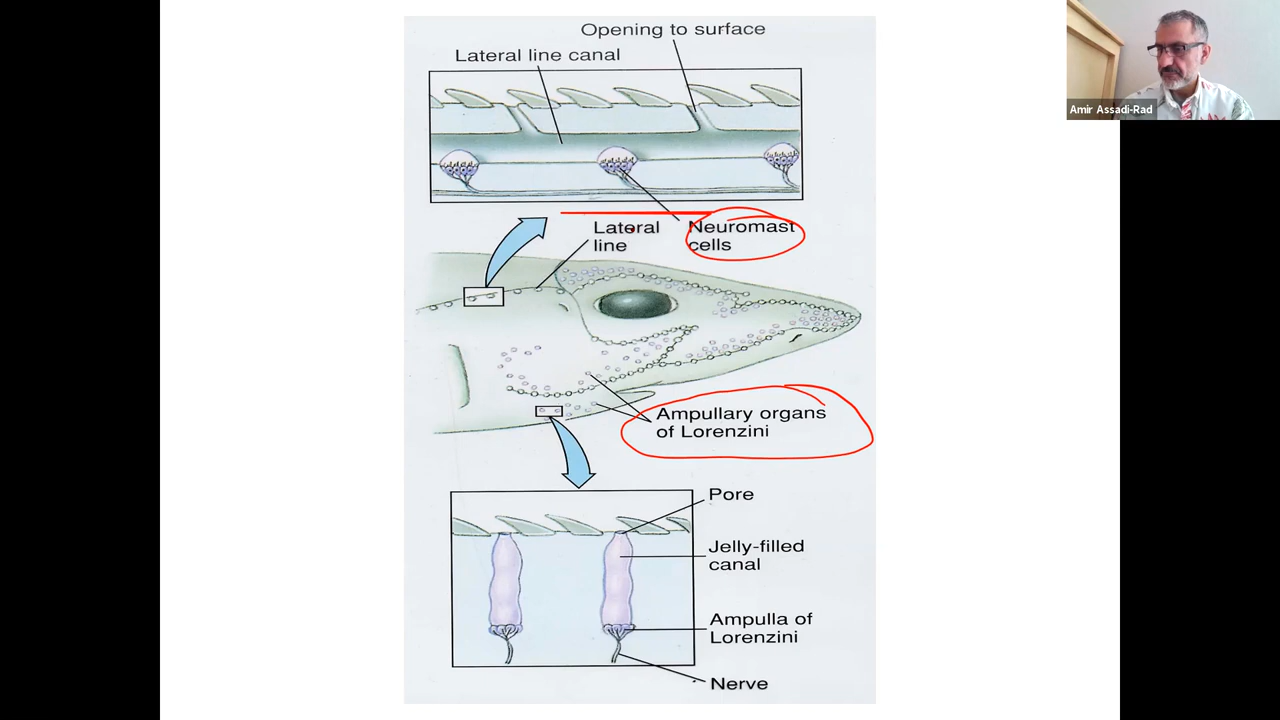 Opening to surface
Lateral line canal
Amir Assadi-Rad
Lateral
line
Neuromast
cells
Ampullary organs
of Lorenzini
Pore
Jelly-filled
canal
Ampulla of
Lorenzini
Nerve